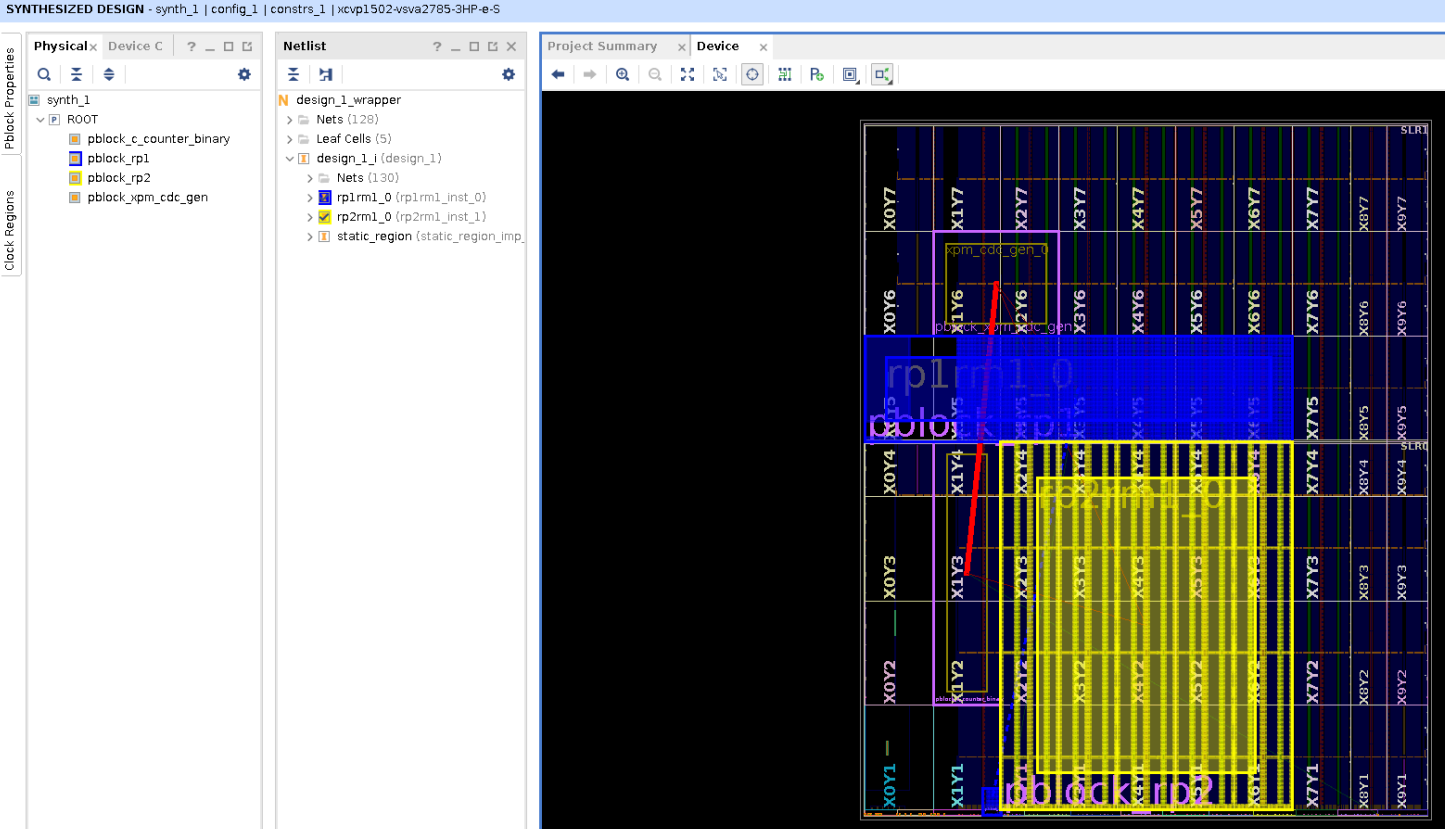 SYNTHESIZED DESIGN - synth_1 | config_1 | constrs_1 | xcvp1502-vsva2785-3HP-e-S
Pblock Properties
Clock Regions
Physical
Device C
synth_1
ROOT
pblock_c_counter_binary
pblock_rp1
pblock_rp2
pblock_xpm_cdc_gen
Netlist
design_1_wrapper
Nets (128)
Leaf Cells (5)
design_1_i (design_1)
Nets (130)
rp1rm1_0 (rp1rm1_inst_0)
rp2rm1_0 (rp2rm1_inst_1)
static_region (static_region_imp_
Project Summary
Device
SLR1
X0Y7 X1Y7 X2Y7 X3Y7 X4Y7 X5Y7 X6Y7 X7Y7 X8Y7 X9Y7
xpm_cdc_gen_0
X0Y6 X1Y6 X2Y6 X3Y6 X4Y6 X5Y6 X6Y6 X7Y6 X8Y6 X9Y6
pblock_xpm_cdc_gen
rp1rm1_0
pblock_rp1
X7Y5 X8Y5 X9Y5
SLR0
X0Y4 X1Y4 X2Y4 X3Y4 X4Y4 X5Y4 X6Y4 X7Y4 X8Y4 X9Y4
rp2rm1_0
X0Y3 X1Y3 X2Y3 X3Y3 X4Y3 X5Y3 X6Y3 X7Y3 X8Y3 X9Y3
X0Y2 X1Y2 X2Y2 X3Y2 X4Y2 X5Y2 X6Y2 X7Y2 X8Y2 X9Y2
X0Y1 X1Y1 X7Y1 X8Y1 X9Y1
pblock_rp2